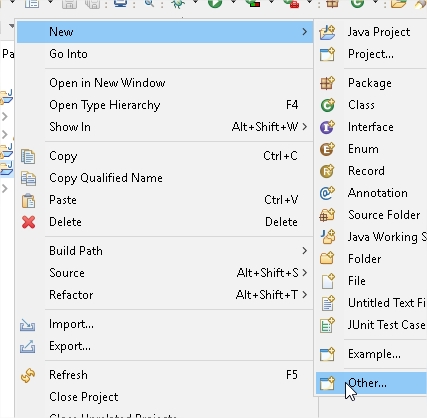 New
Go Into
Open in New Window
Open Type Hierarchy F4
Show In Alt+Shift+W
Copy Ctrl+C
Copy Qualified Name
Paste Ctrl+V
Delete Delete
Build Path
Source Alt+Shift+S
Refactor Alt+Shift+T
Import...
Export...
Refresh F5
Close Project
Close Unrelated Projects
Pa
Java Project
Project...
Package
Class
Interface
Enum
Record
Annotation
Source Folder
Java Working S
Folder
File
Untitled Text Fi
JUnit Test Case
Example...
Other...